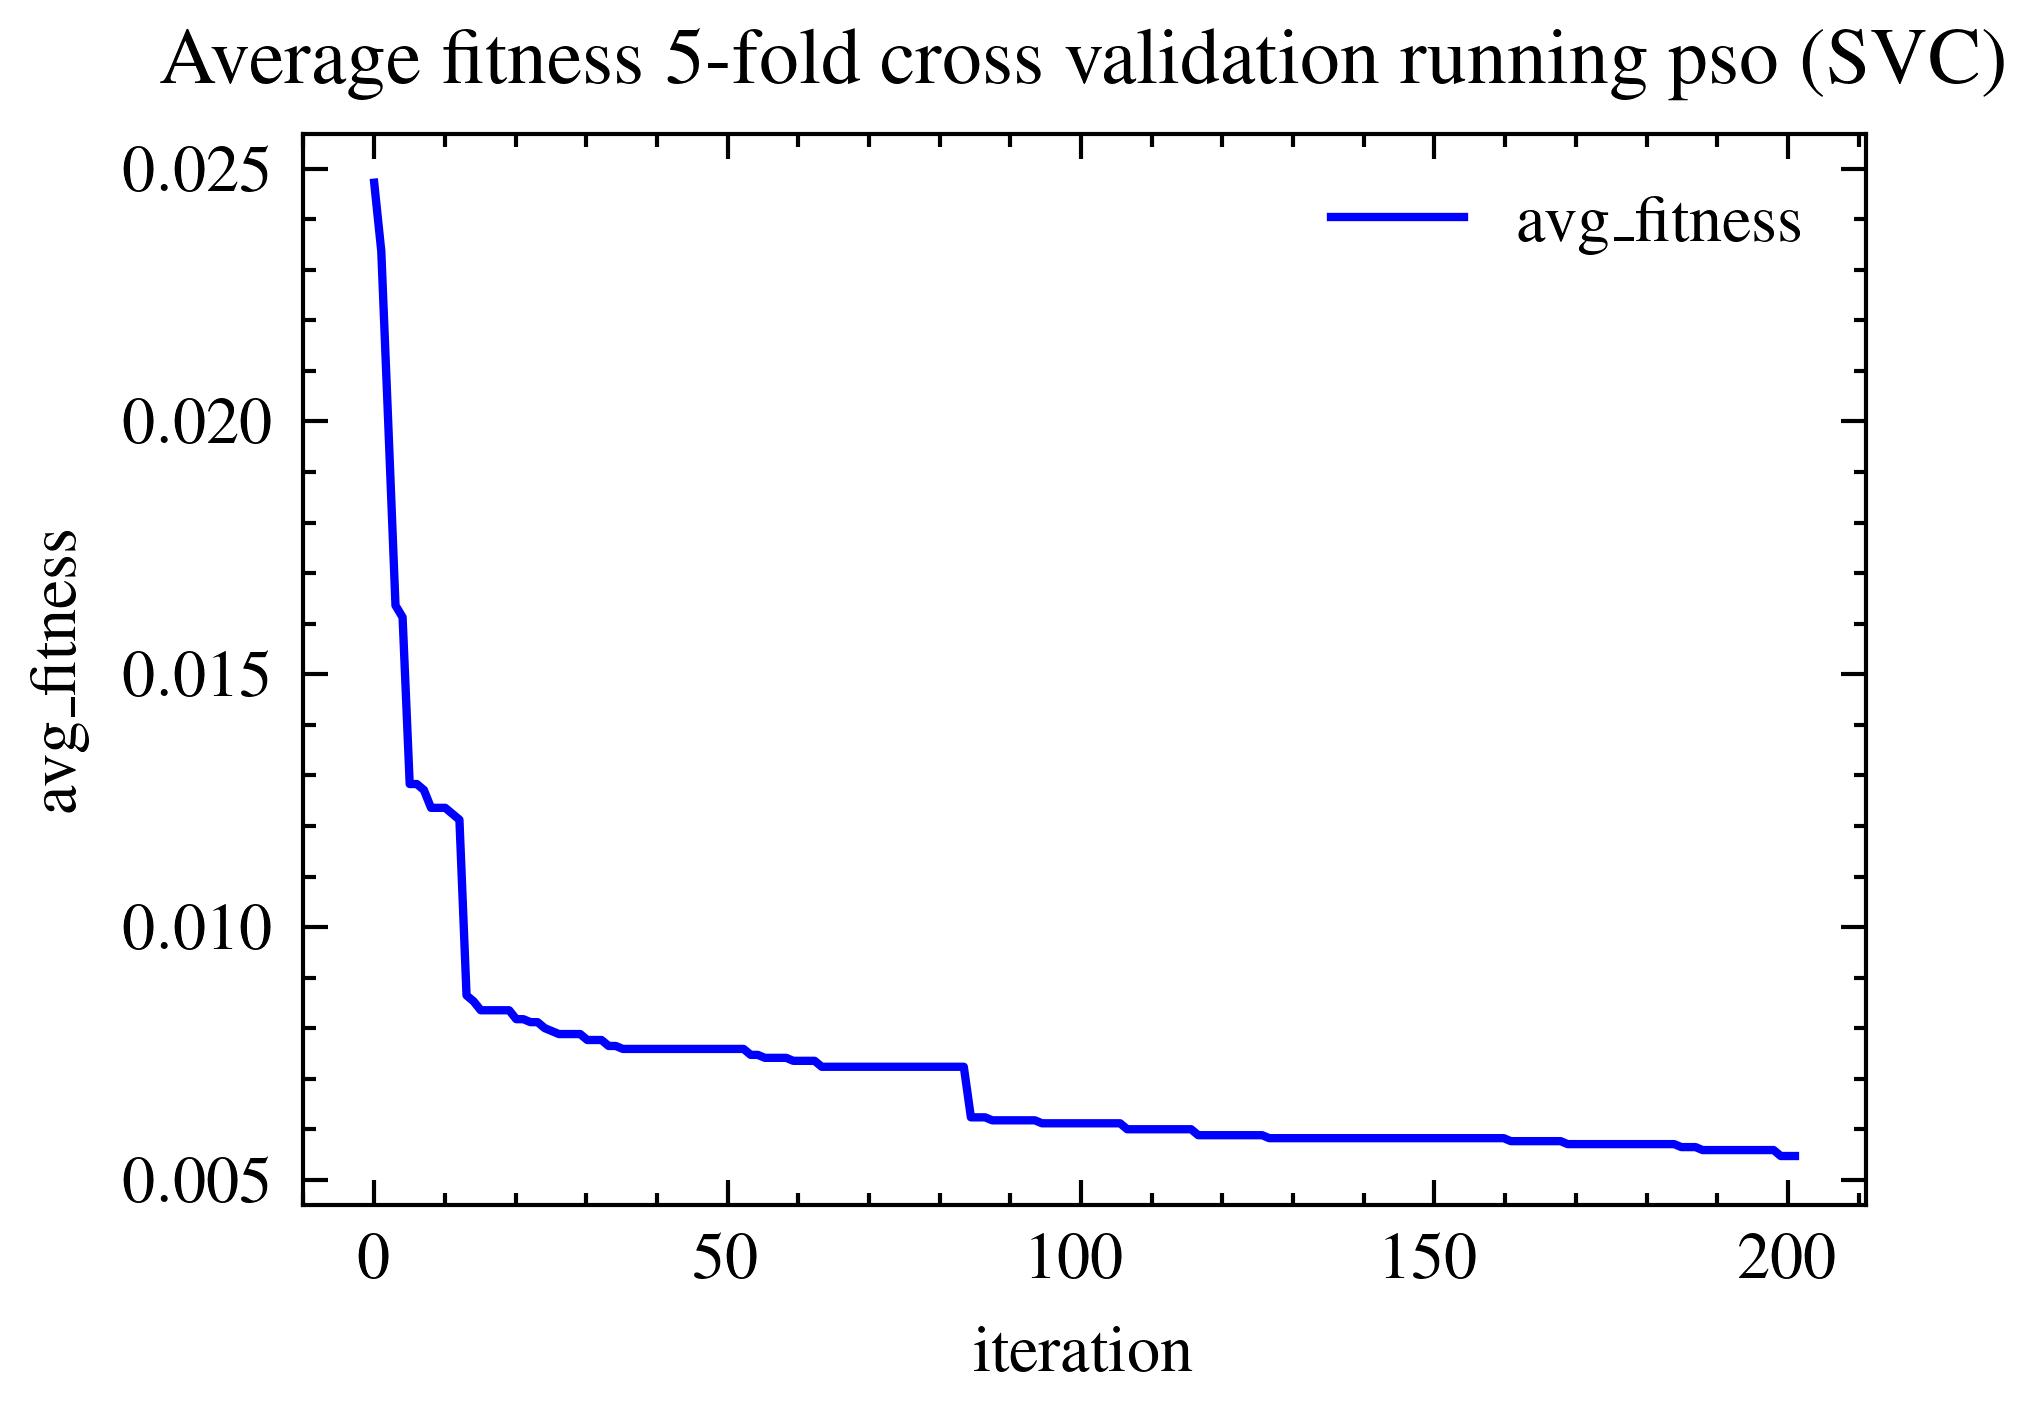 Average fitness 5-fold cross validation running pso (SVC)
avg_fitness
0.025
0.020
0.015
0.010
0.005
avg_fitness
0 50 100 150 200
iteration